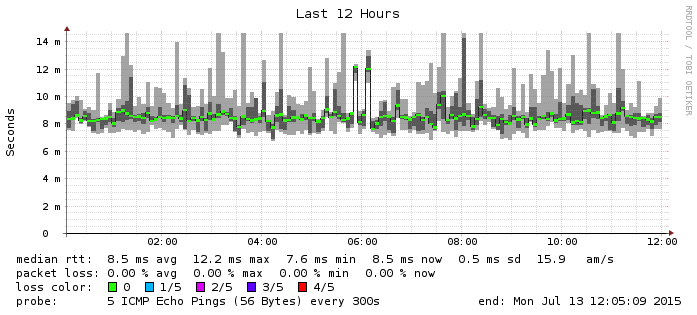 Last 12 Hours
RRDTOOL / TOBI OETIKER
Seconds
14 m
12 m
10 m
8 m
6 m
4 m
2 m
0
02:00 04:00 06:00 08:00 10:00 12:00
median rtt: 8.5 ms avg 12.2 ms max 7.6 ms min 8.5 ms now 0.5 ms sd 15.9 am/s
packet loss: 0.00 % avg 0.00 % max 0.00 % min 0.00 % now
loss color: 0 1/5 2/5 3/5 4/5
probe: 5 ICMP Echo Pings (56 Bytes) every 300s end: Mon Jul 13 12:05:09 2015